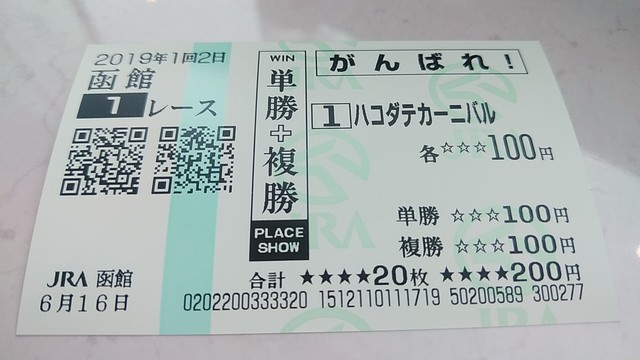 2019年1回2日
函館
1レース
WIN
単勝+複勝
PLACE
SHOW
がんばれ!
1 ハコダテカーニバル
各☆☆☆100円
単勝 ☆☆☆100円
複勝 ☆☆☆100円
合計 ★★★★20枚 ★★★★200円
JRA 函館
6月16日
0202200333320 1512110111719 50200589 300277
JRA